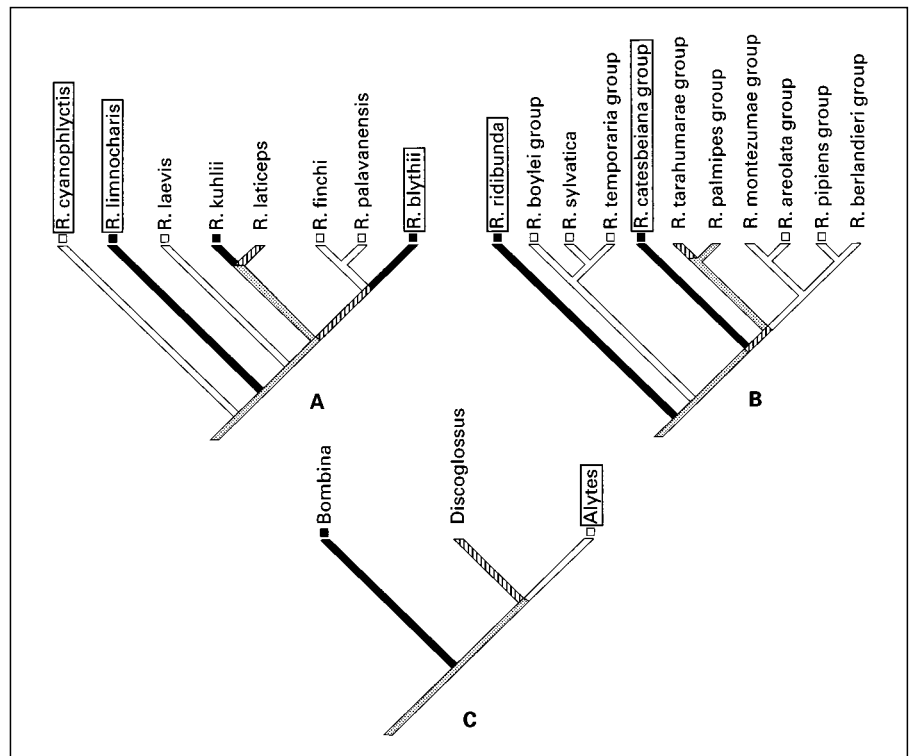 R. cyanophlyctis
R. limnocharis
R. laevis
R. kuhlii
R. laticeps
R. finchi
R. palavanensis
R. blythii
A
R. ridibunda
R. boylei group
R. sylvatica
R. temporaria group
R. catesbeiana group
R. tarahumarae group
R. palmipes group
R. montezumae group
R. areolata group
R. pipiens group
R. berlandieri group
B
Bombina
Discoglossus
Alytes
C